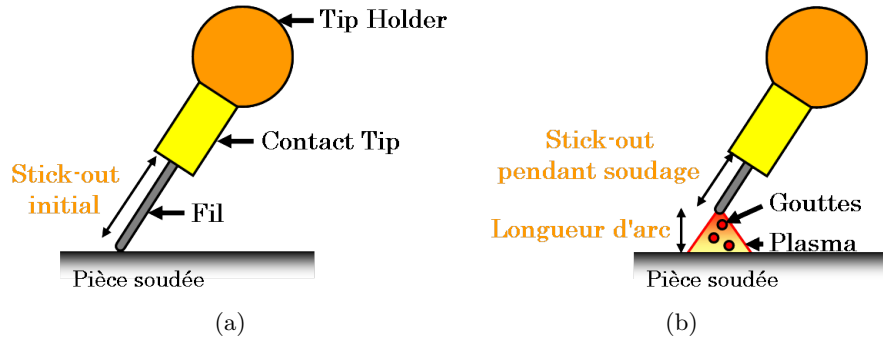 Tip Holder
Contact Tip
Stick-out
initial
Fil
Pièce soudée
(a)
Stick-out
pendant soudage
Gouttes
Longueur d'arc
Plasma
Pièce soudée
(b)